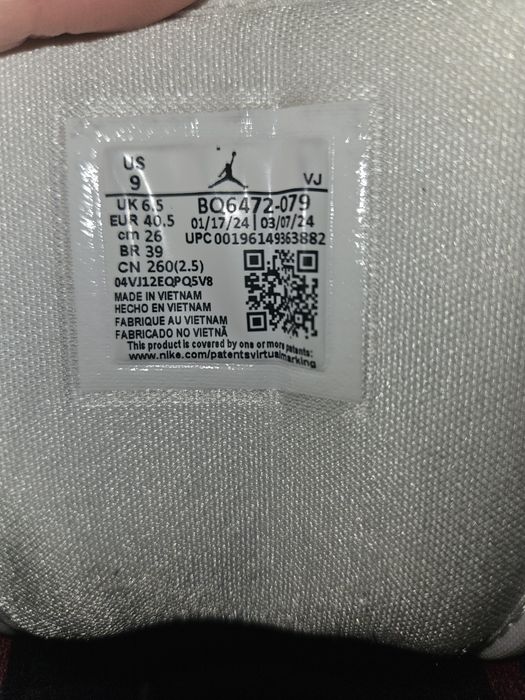 US
9 VJ
UK 6.5 BQ6472-079
EUR 40.5 01/17/24 | 03/07/24
cm 26 UPC 00196149363882
BR 39
CN 260(2.5)
04VJ12EQPQ5V8
MADE IN VIETNAM
HECHO EN VIETNAM
FABRIQUE AU VIETNAM
FABRICADO NO VIETNÃ
This product is covered by one or more patents:
www.nike.com/patentsvirtualmarking